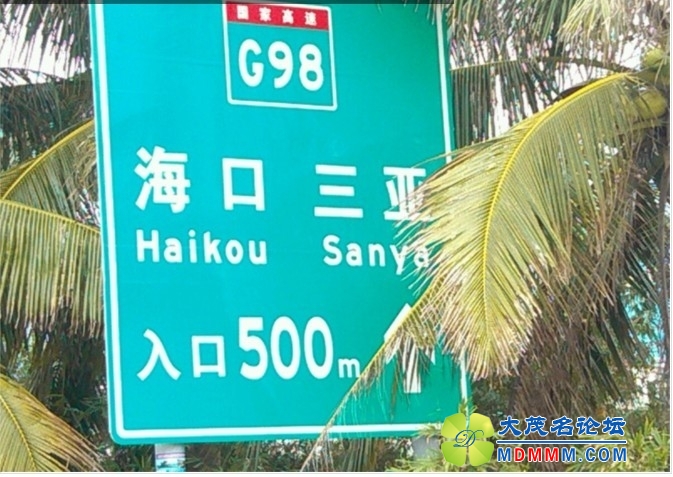 国家高速
G98
海口 三亚
Haikou Sanya
入口500m
大茂名论坛
MDMMM.COM